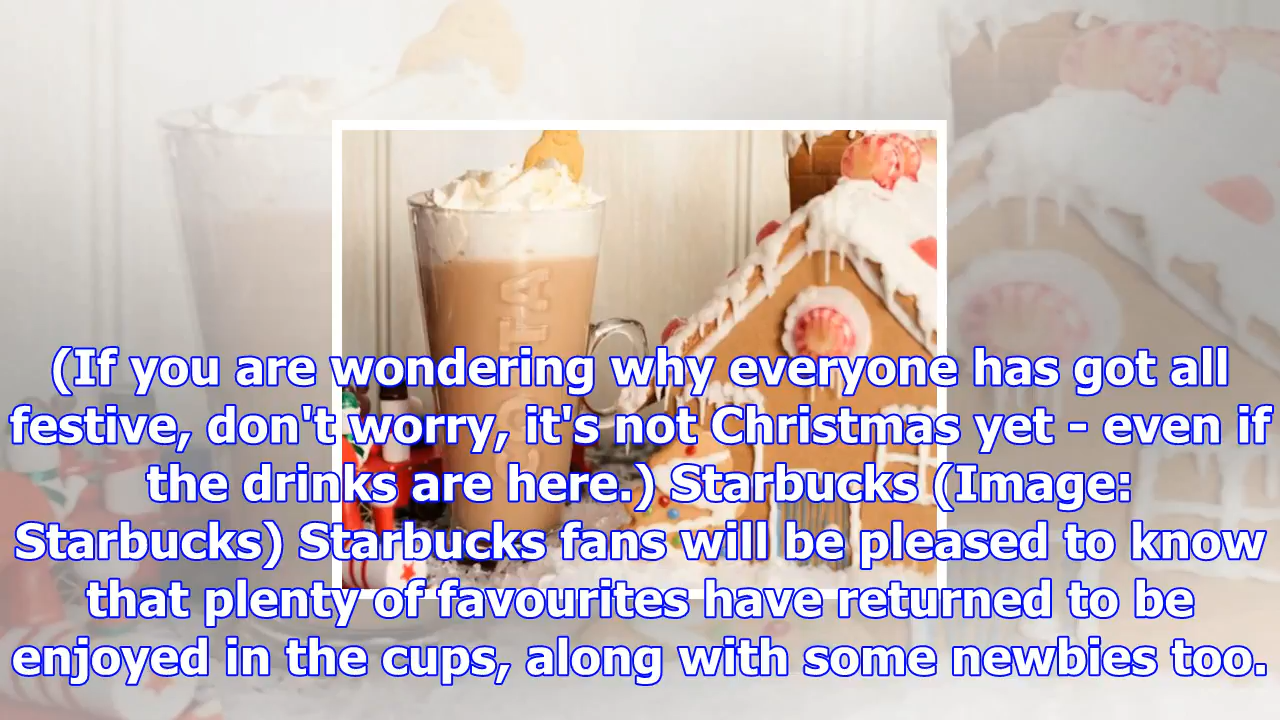 COSTA
(If you are wondering why everyone has got all
festive, don't worry, it's not Christmas yet - even if
the drinks are here.) Starbucks (Image:
Starbucks) Starbucks fans will be pleased to know
that plenty of favourites have returned to be
enjoyed in the cups, along with some newbies too.